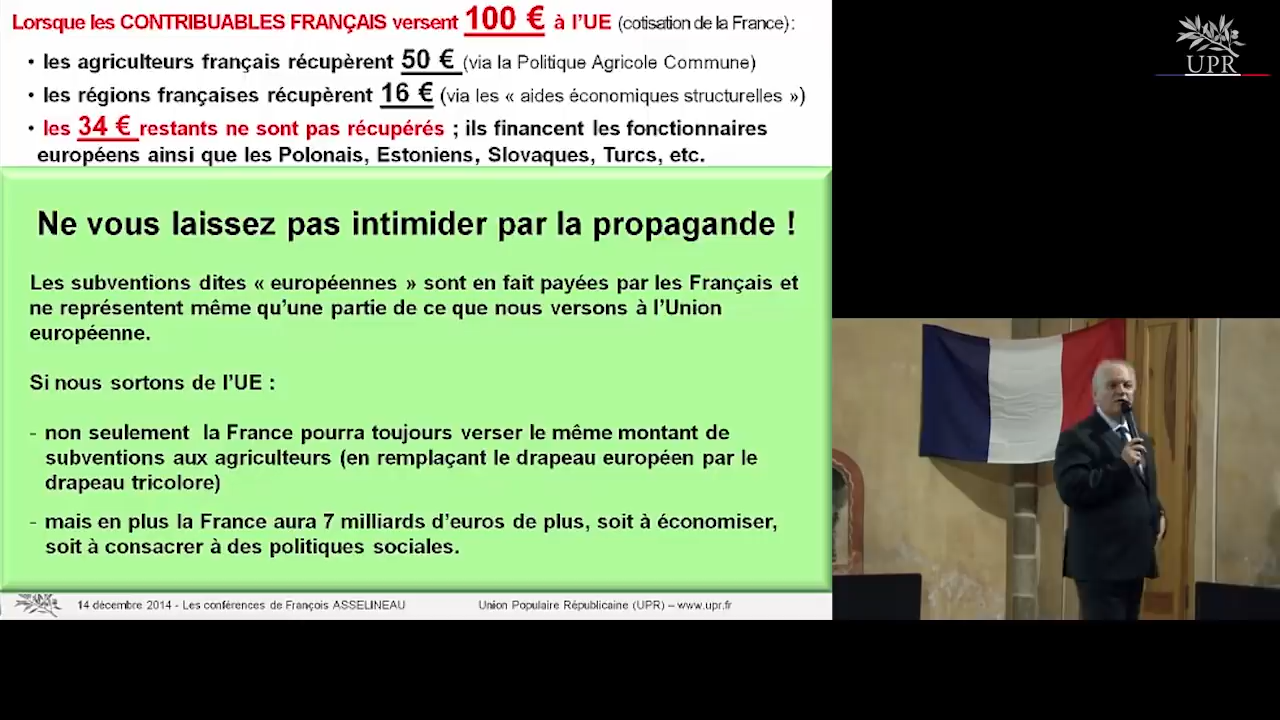 Lorsque les CONTRIBUABLES FRANÇAIS versent 100 € à l'UE (cotisation de la France) :
• les agriculteurs français récupèrent 50 € (via la Politique Agricole Commune)
• les régions françaises récupèrent 16 € (via les « aides économiques structurelles »)
• les 34 € restants ne sont pas récupérés ; ils financent les fonctionnaires
européens ainsi que les Polonais, Estoniens, Slovaques, Turcs, etc.
Ne vous laissez pas intimider par la propagande !
Les subventions dites « européennes » sont en fait payées par les Français et
ne représentent même qu'une partie de ce que nous versons à l'Union
européenne.
Si nous sortons de l'UE :
- non seulement la France pourra toujours verser le même montant de
subventions aux agriculteurs (en remplaçant le drapeau européen par le
drapeau tricolore)
- mais en plus la France aura 7 milliards d'euros de plus, soit à économiser,
soit à consacrer à des politiques sociales.
14 décembre 2014 - Les conférences de François ASSELINEAU
Union Populaire Républicaine (UPR) – www.upr.fr
UPR